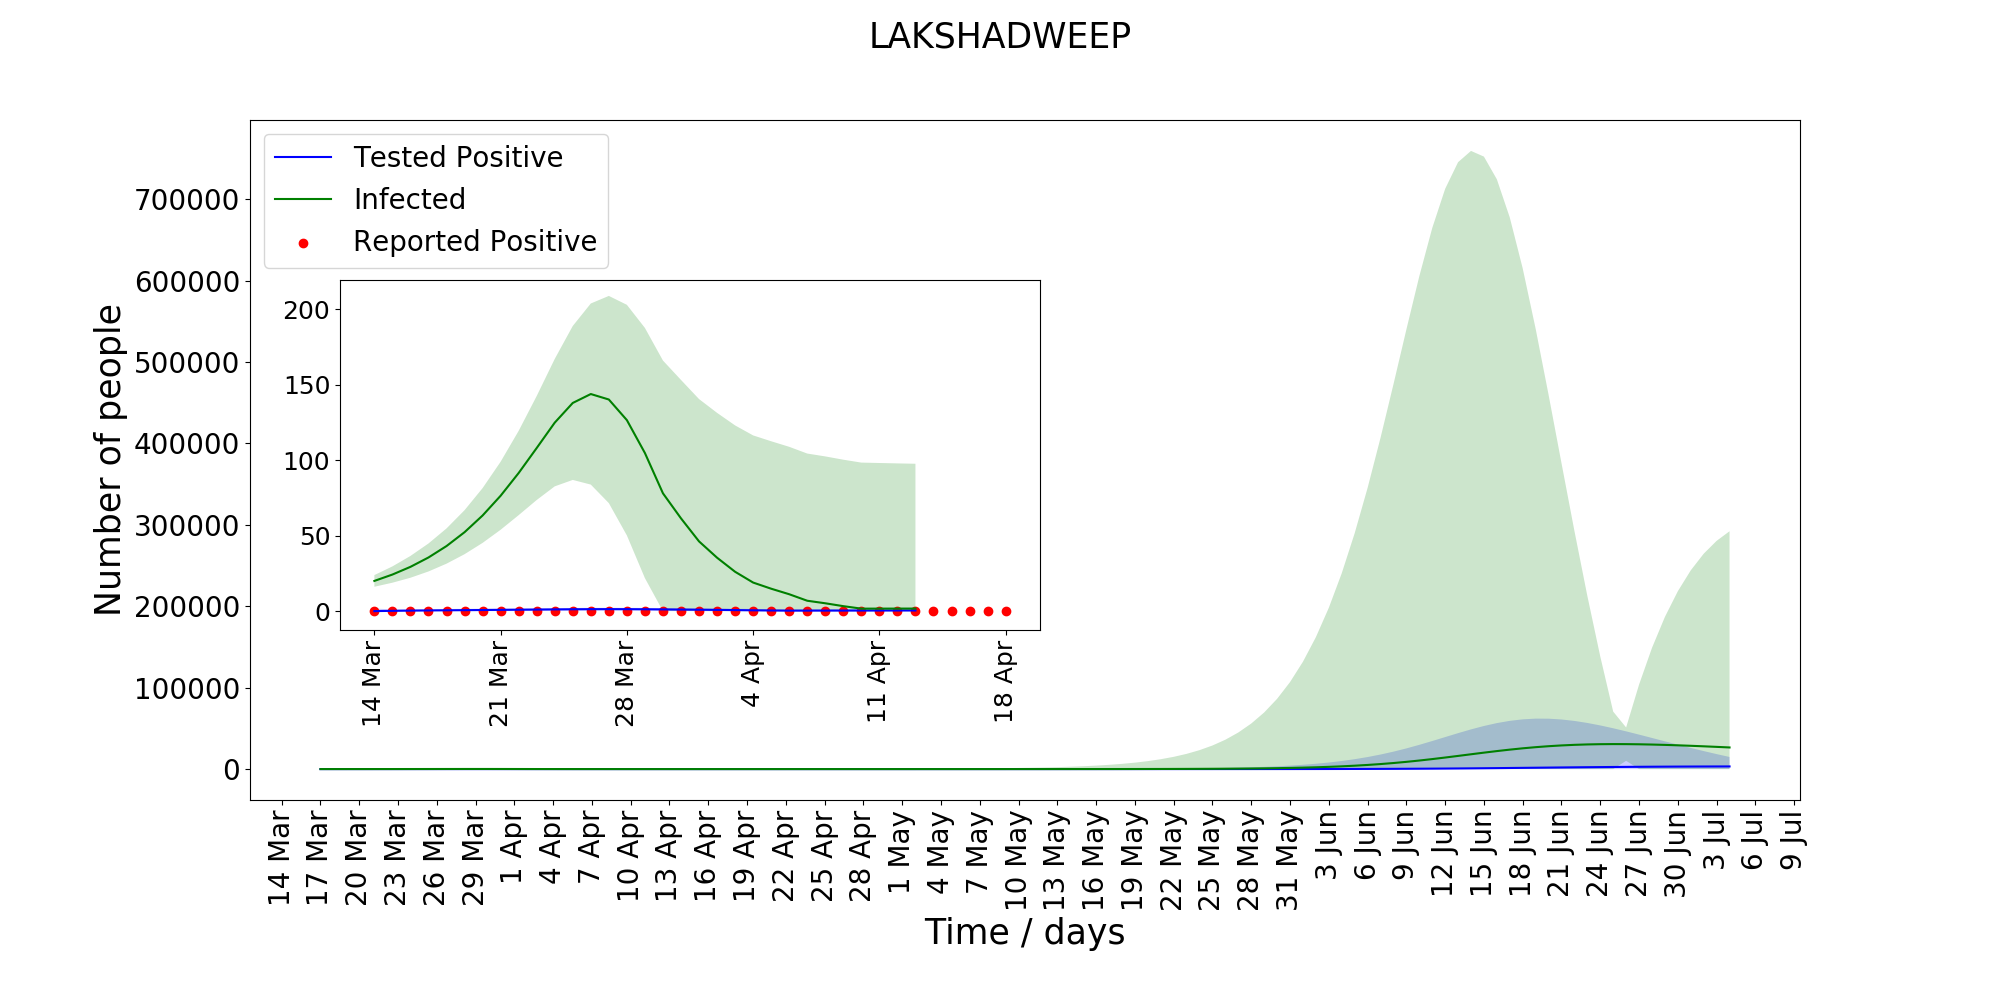 LAKSHADWEEP
Tested Positive
Infected
Reported Positive
Number of people
700000
600000
500000
400000
300000
200000
100000
0
200
150
100
50
0
14 Mar
21 Mar
28 Mar
4 Apr
11 Apr
18 Apr
14 Mar
17 Mar
20 Mar
23 Mar
26 Mar
29 Mar
1 Apr
4 Apr
7 Apr
10 Apr
13 Apr
16 Apr
19 Apr
22 Apr
25 Apr
28 Apr
1 May
4 May
7 May
10 May
13 May
16 May
19 May
22 May
25 May
28 May
31 May
3 Jun
6 Jun
9 Jun
12 Jun
15 Jun
18 Jun
21 Jun
24 Jun
27 Jun
30 Jun
3 Jul
6 Jul
9 Jul
Time / days